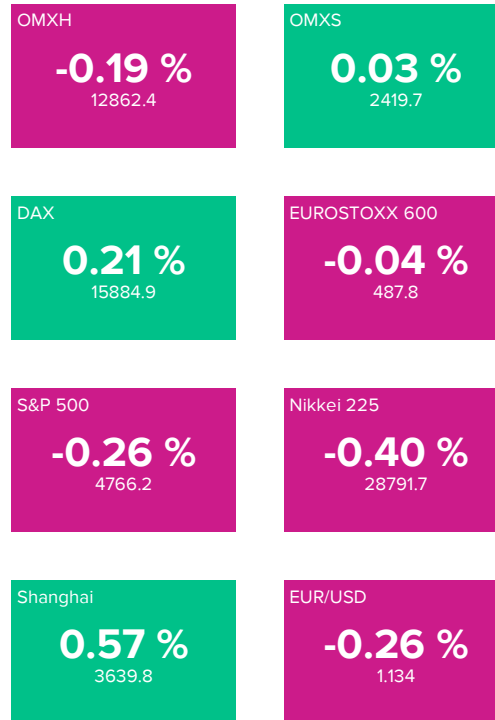 OMXH
-0.19 %
12862.4
OMXS
0.03 %
2419.7
DAX
0.21 %
15884.9
EUROSTOXX 600
-0.04 %
487.8
S&P 500
-0.26 %
4766.2
Nikkei 225
-0.40 %
28791.7
Shanghai
0.57 %
3639.8
EUR/USD
-0.26 %
1.134